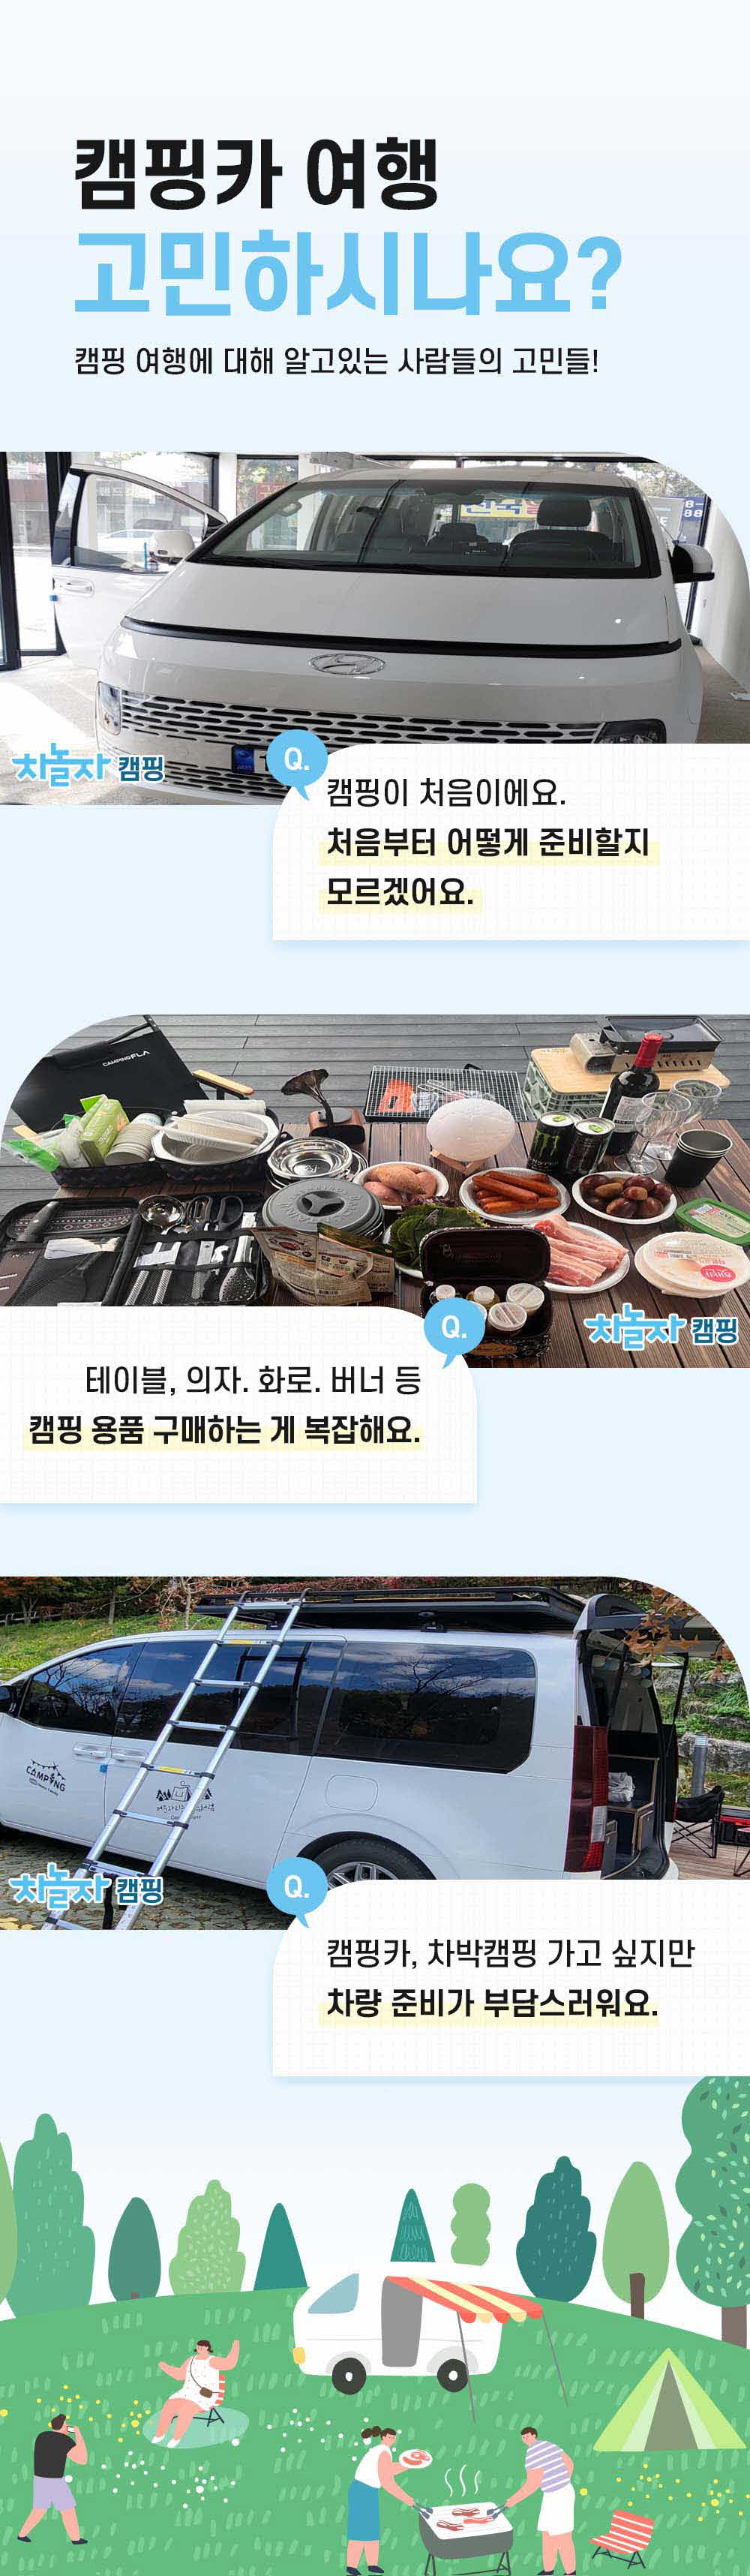 캠핑카 여행
고민하시나요?
캠핑 여행에 대해 알고있는 사람들의 고민들!
차놀자 캠핑
Q.
캠핑이 처음이에요.
처음부터 어떻게 준비할지
모르겠어요.
CAMPINGFLA
Q.
차놀자 캠핑
테이블, 의자. 화로. 버너 등
캠핑 용품 구매하는 게 복잡해요.
CAMPING
차놀자 캠핑
Q.
캠핑카, 차박캠핑 가고 싶지만
차량 준비가 부담스러워요.